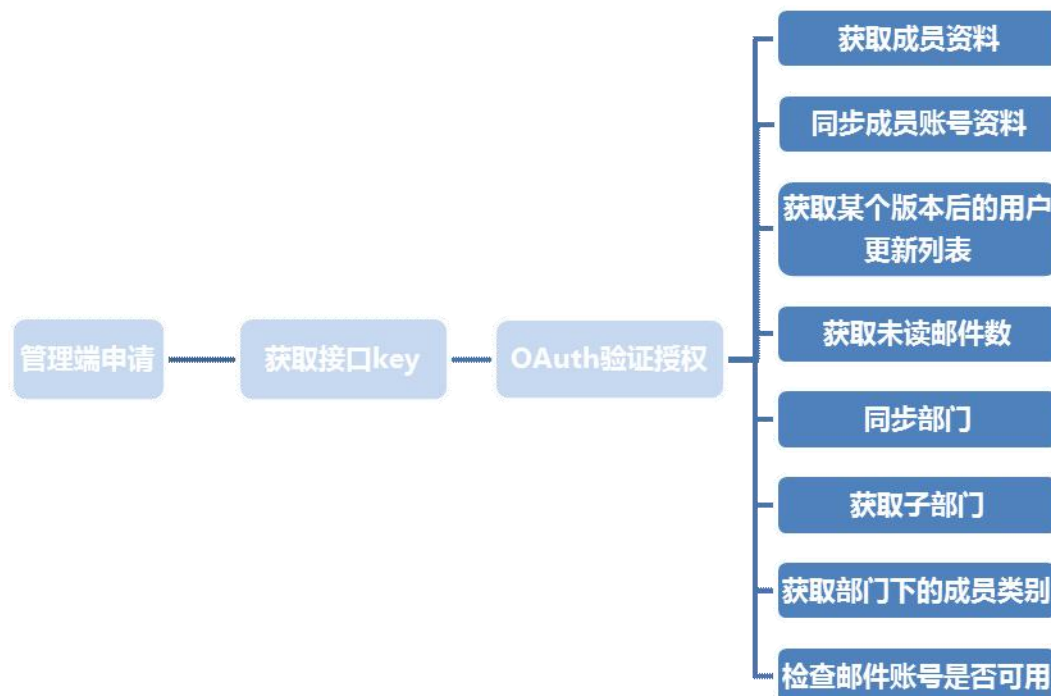 管理端申请
获取接口key
OAuth验证授权
获取成员资料
同步成员账号资料
获取某个版本后的用户
更新列表
获取未读邮件数
同步部门
获取子部门
获取部门下的成员类别
检查邮件账号是否可用